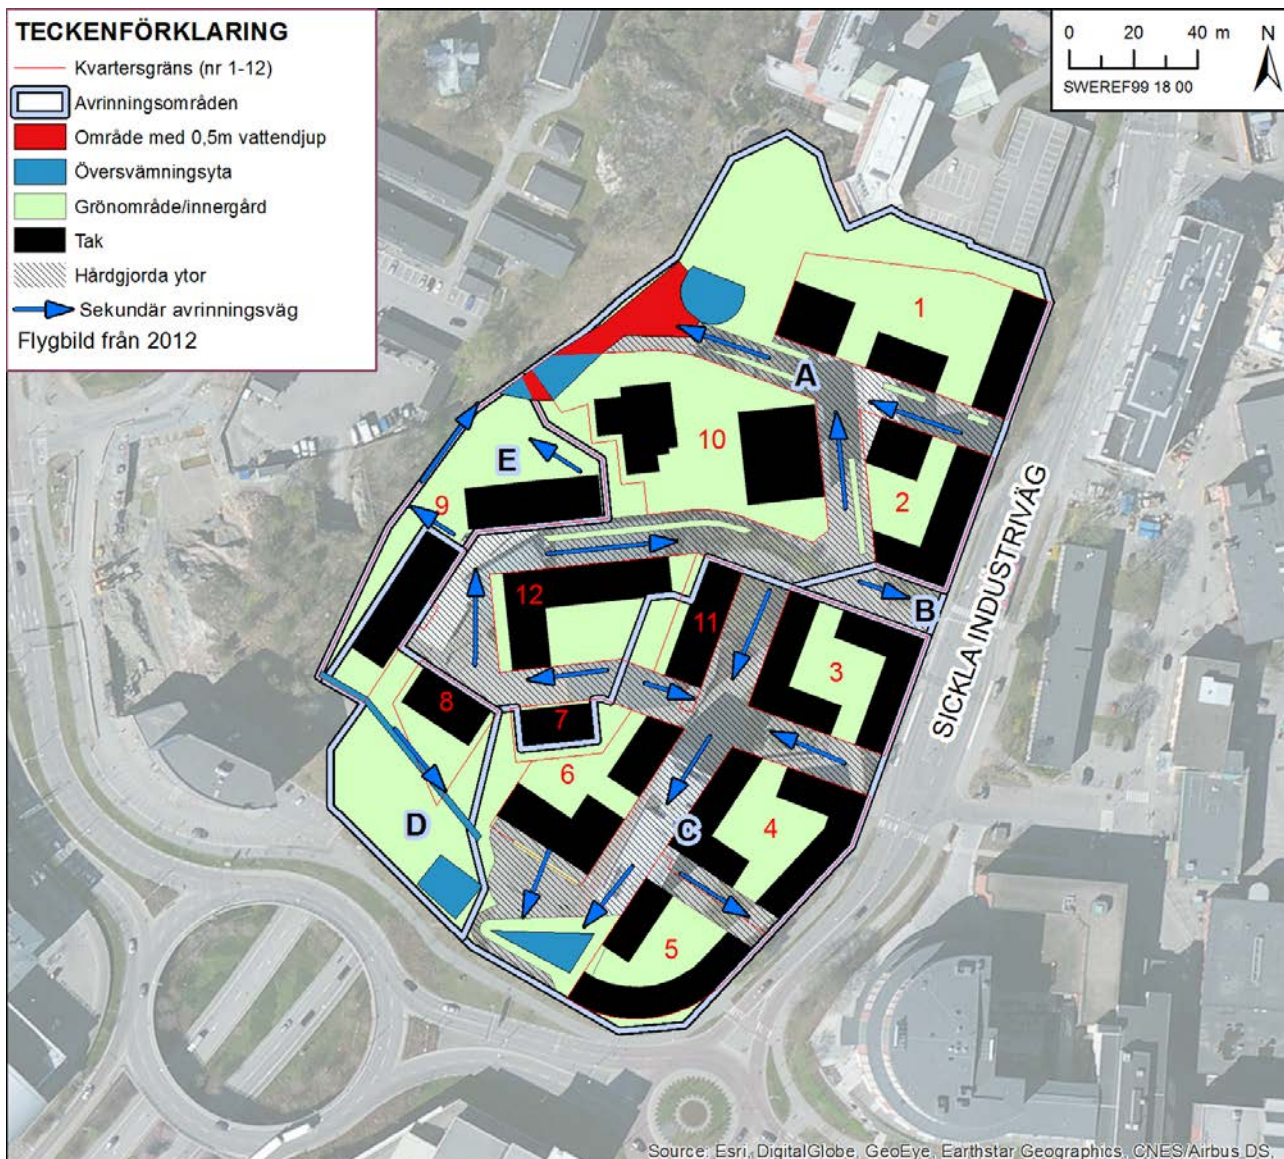 TECKENFÖRKLARING
Kvartersgräns (nr 1-12)
Avrinningsområden
Område med 0,5m vattendjup
Översvämningsyta
Grönområde/innergård
Tak
Hårdgjorda ytor
Sekundär avrinningsväg
Flygbild från 2012
0 20 40 m
N
SWEREF99 18 00
1
A
10
2
E
9
12
11
B
3
SICKLA INDUSTRIVÄG
8
7
6
D
C
4
5
Source: Esri, DigitalGlobe, GeoEye, Earthstar Geographics, CNES/Airbus DS,